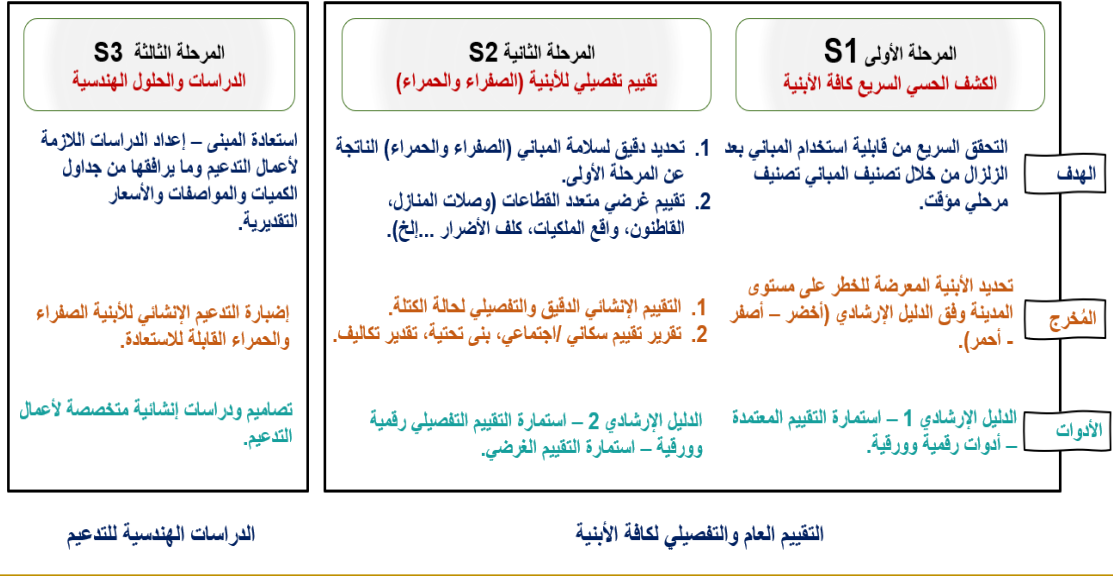 المرحلة الأولى S1
الكشف الحسي السريع كافة الأبنية
المرحلة الثانية S2
تقييم تفصيلي للأبنية (الصفراء والحمراء)
المرحلة الثالثة S3
الدراسات والحلول الهندسية
الهدف
التحقق السريع من قابلية استخدام المباني بعد
الزلزال من خلال تصنيف المباني تصنيف
مرحلي مؤقت.
1. تحديد دقيق لسلامة المباني (الصفراء والحمراء) الناتجة
عن المرحلة الأولى.
2. تقييم غرضي متعدد القطاعات (وصلات المنازل،
القاطنون، واقع الملكيات، كلف الأضرار ...إلخ).
استعادة المبنى – إعداد الدراسات اللازمة
لأعمال التدعيم وما يرافقها من جداول
الكميات والمواصفات والأسعار
التقديرية.
المُخرج
تحديد الأبنية المعرضة للخطر على مستوى
المدينة وفق الدليل الإرشادي (أخضر – أصفر
- أحمر).
1. التقييم الإنشائي الدقيق والتفصيلي لحالة الكتلة.
2. تقرير تقييم سكاني /اجتماعي، بنى تحتية، تقدير تكاليف.
إضبارة التدعيم الإنشائي للأبنية الصفراء
والحمراء القابلة للاستعادة.
الأدوات
الدليل الإرشادي 1 – استمارة التقييم المعتمدة
– أدوات رقمية وورقية.
الدليل الإرشادي 2 – استمارة التقييم التفصيلي رقمية
وورقية – استمارة التقييم الغرضي.
تصاميم ودراسات إنشائية متخصصة لأعمال
التدعيم.
التقييم العام والتفصيلي لكافة الأبنية
الدراسات الهندسية للتدعيم